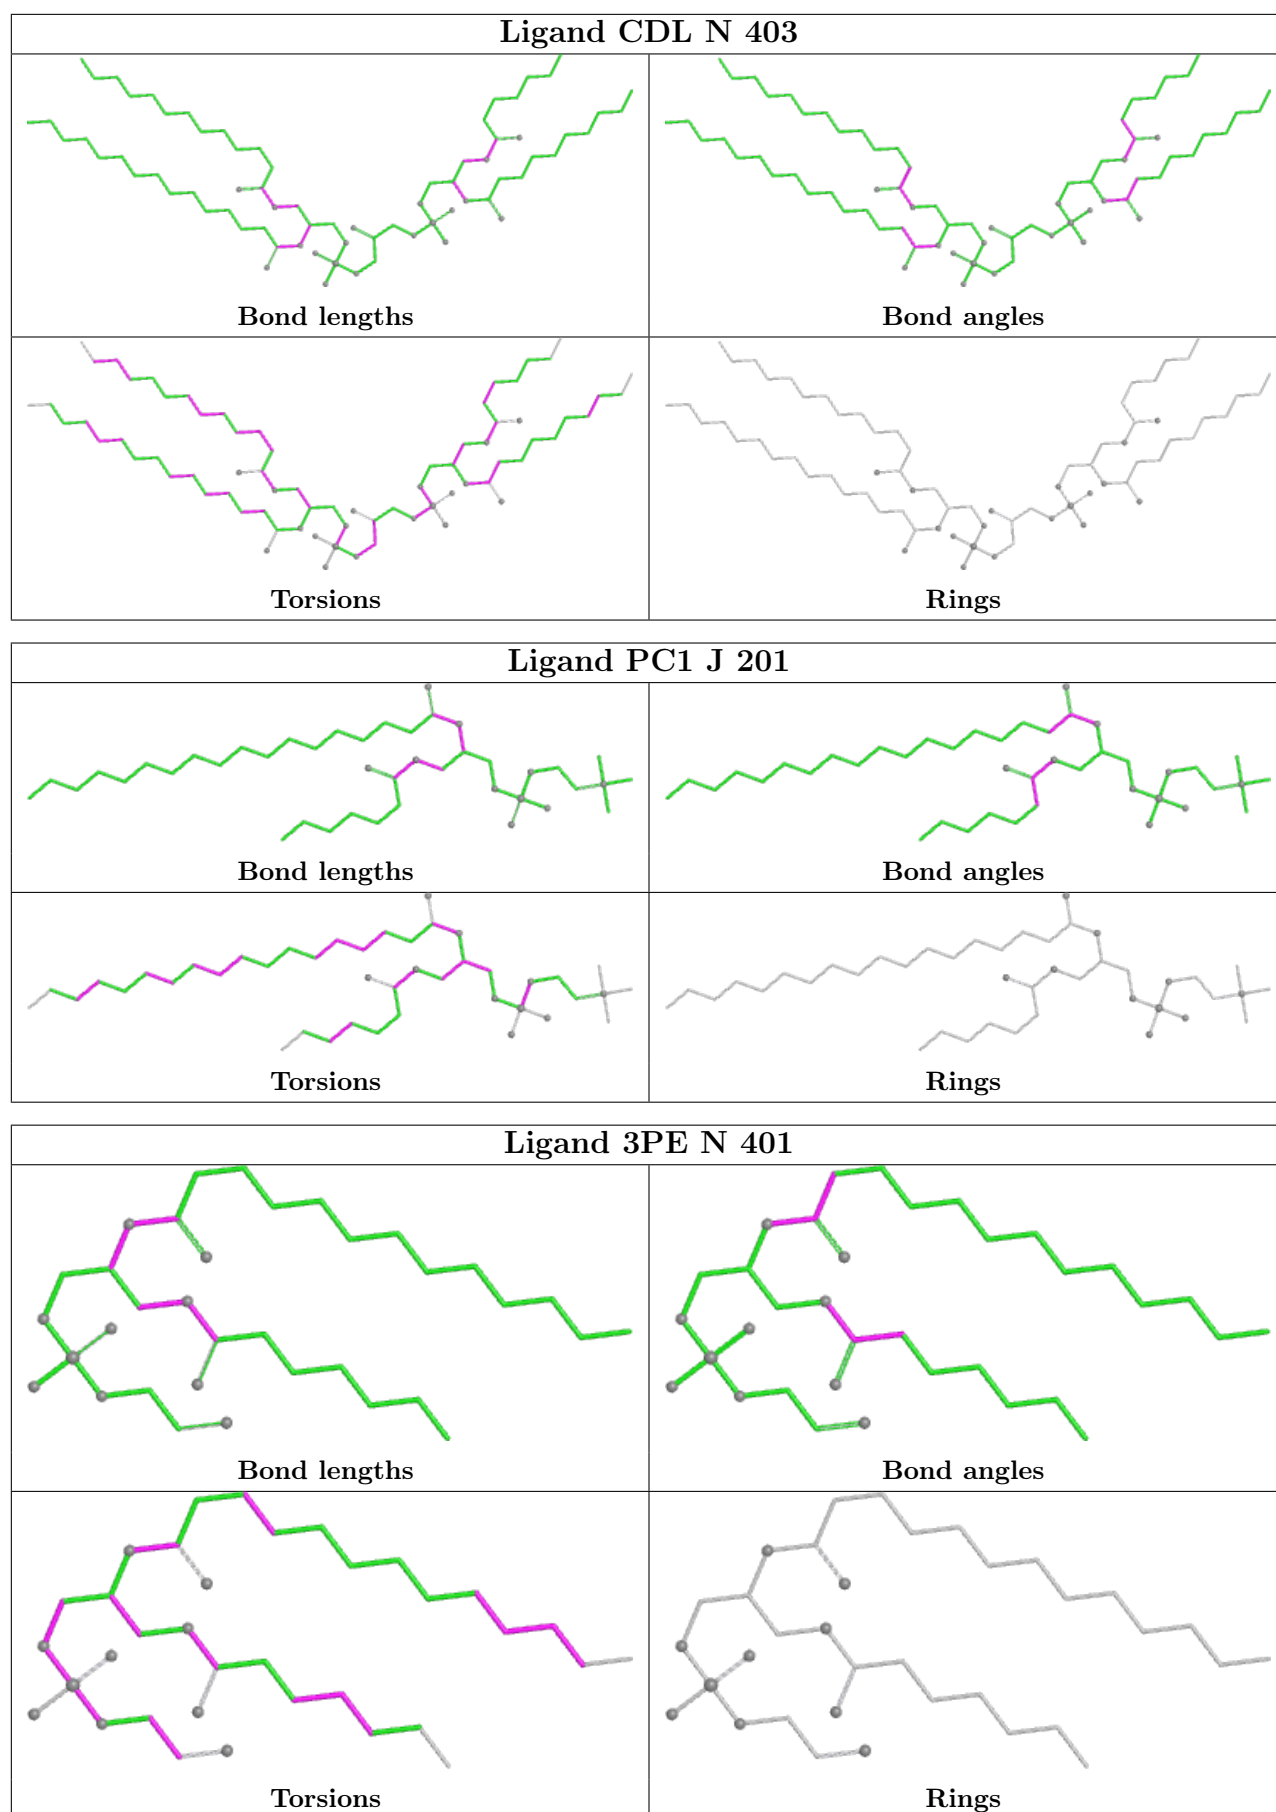 Ligand CDL N 403
Bond lengths
Bond angles
Torsions
Rings
Ligand PC1 J 201
Bond lengths
Bond angles
Torsions
Rings
Ligand 3PE N 401
Bond lengths
Bond angles
Torsions
Rings